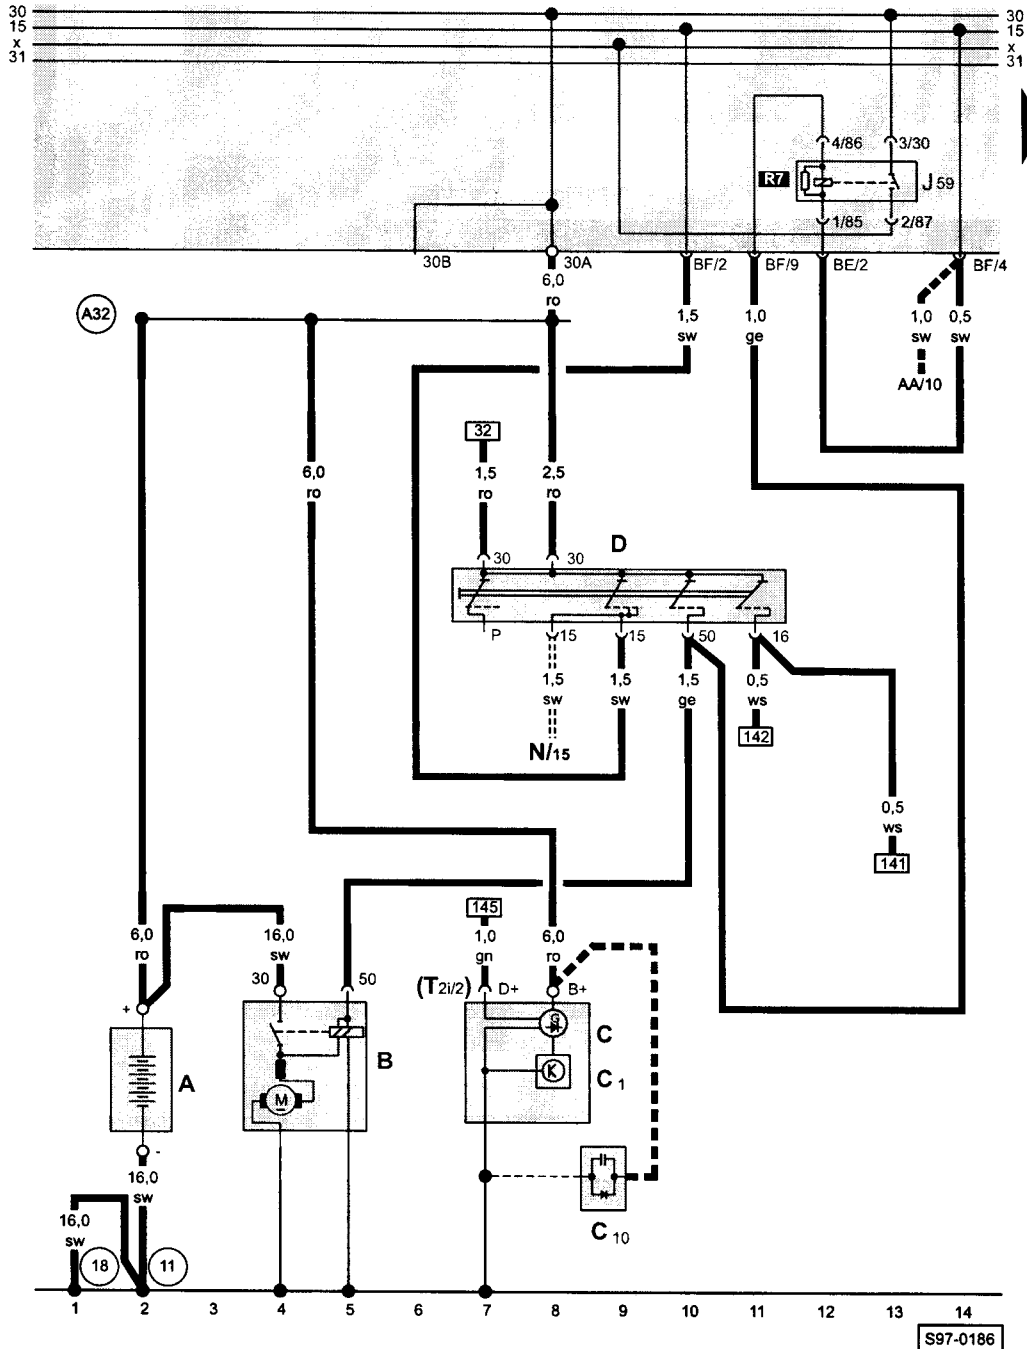 30 30
15 15
x x
31 31
4/86 3/30
R7 J 59
1/85 2/87
30B 30A BF/2 BF/9 BE/2 BF/4
6,0
ro
A32
1,5 1,0 1,0 0,5
sw ge sw sw
AA/10
32
6,0 1,5 2,5
ro ro ro
D
30 30
P 15 15 50 16
1,5 1,5 1,5 0,5
sw sw ge ws
142
N/15
0,5
ws
141
145
6,0 16,0 1,0 6,0
ro sw gn ro
30 50 (T2i/2) D+ B+
+
G
C
B
K
C 1
A
M
-
16,0
sw
16,0
sw
C 10
18 11
1 2 3 4 5 6 7 8 9 10 11 12 13 14
S97-0186